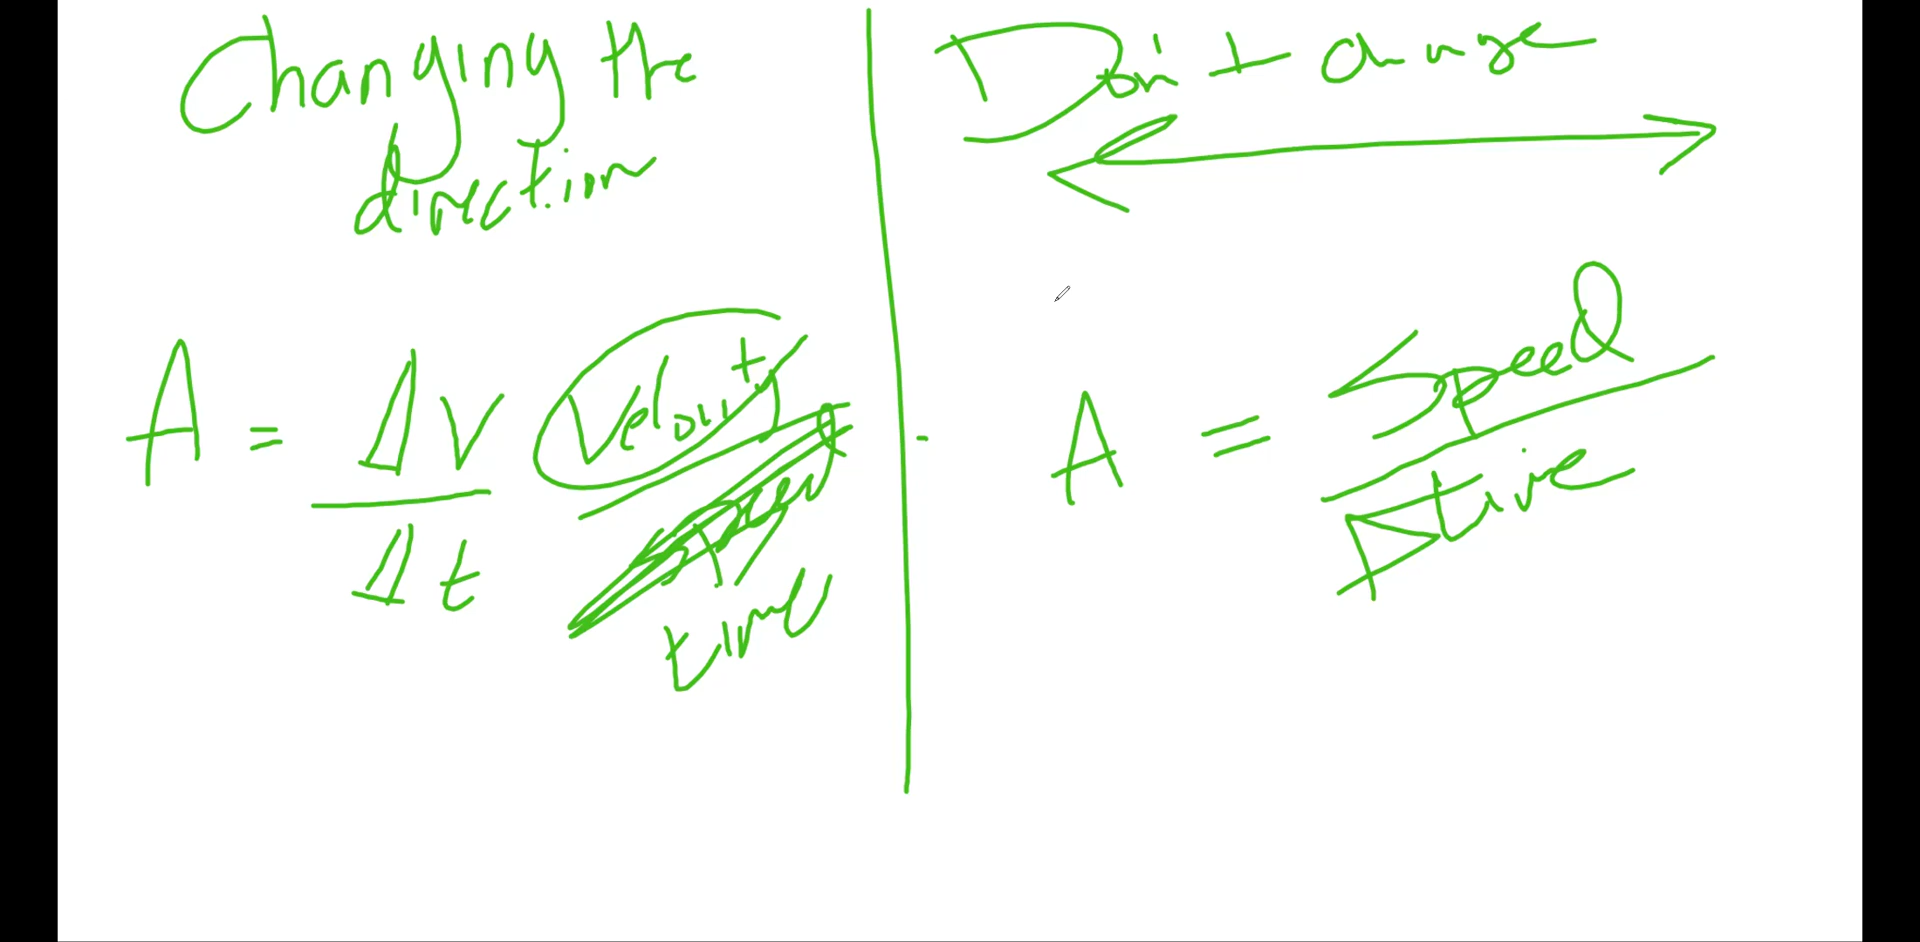 Changing the
direction
A = ΔV
Δt
Velocity
time
Don't change
A = Speed
Δtime